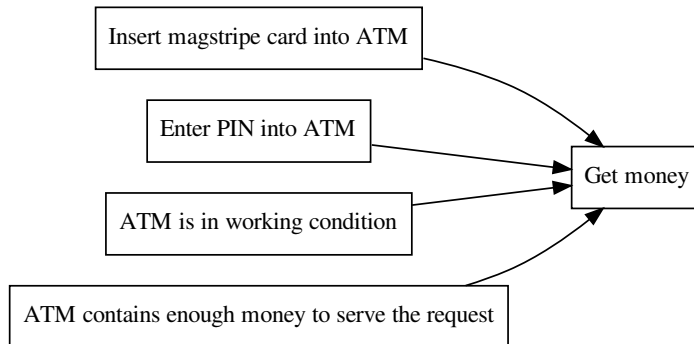 Insert magstripe card into ATM
Enter PIN into ATM
Get money
ATM is in working condition
ATM contains enough money to serve the request